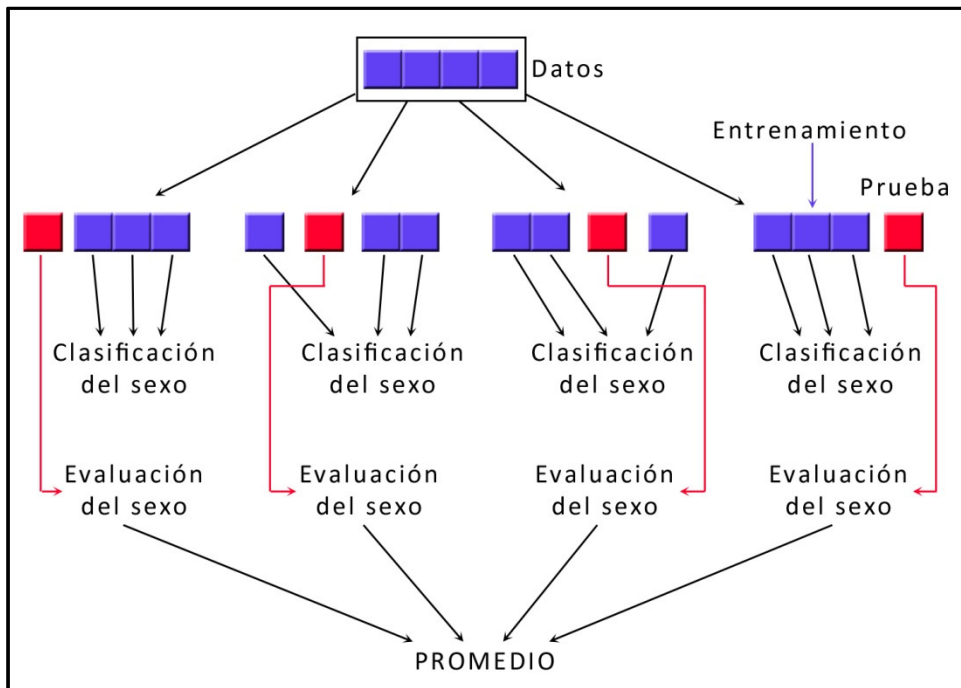 Datos
Entrenamiento
Prueba
Clasificación
del sexo
Clasificación
del sexo
Clasificación
del sexo
Clasificación
del sexo
Evaluación
del sexo
Evaluación
del sexo
Evaluación
del sexo
Evaluación
del sexo
PROMEDIO